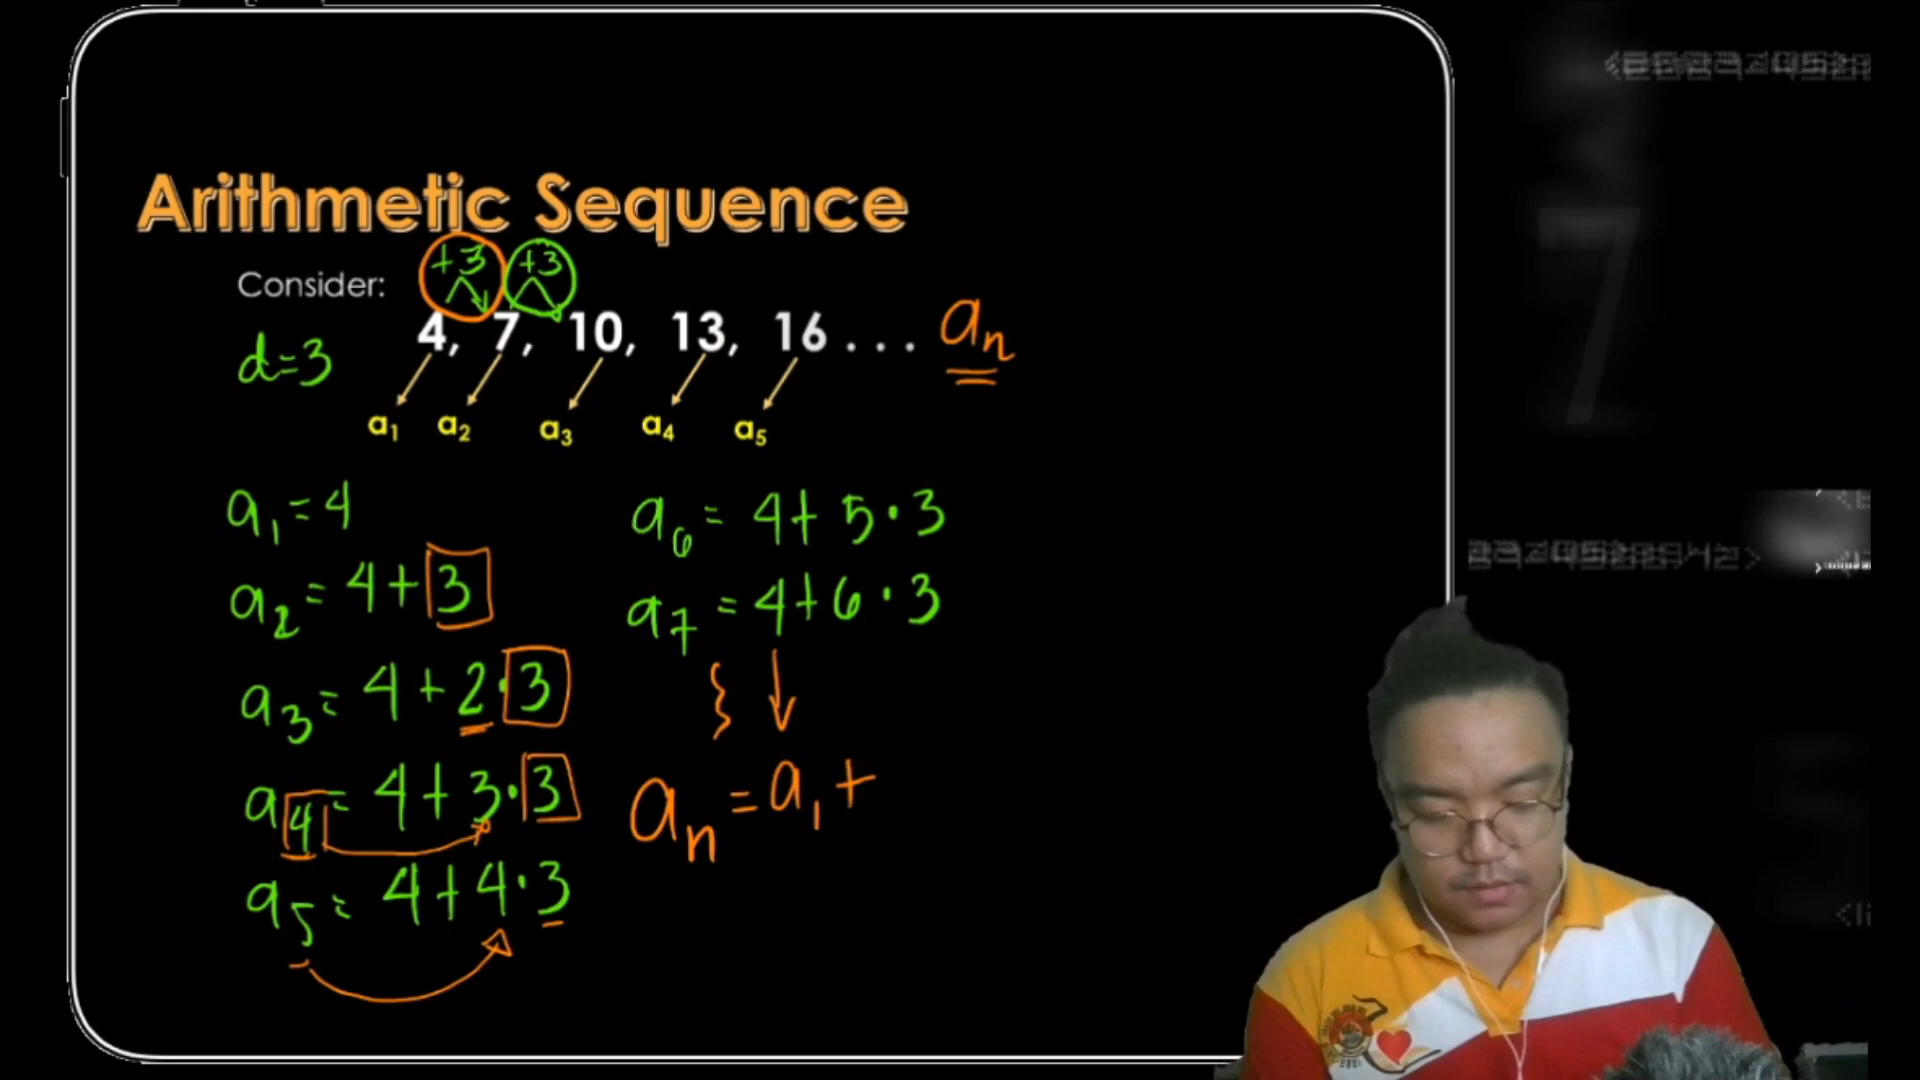 Arithmetic Sequence
+3 +3
Consider:
4, 7, 10, 13, 16 . . . aₙ
d=3
a₁ a₂ a₃ a₄ a₅
a₁ = 4
a₂ = 4+3
a₃ = 4+2·3
a₄ = 4+3·3
a₅ = 4+4·3
a₆ = 4+5·3
a₇ = 4+6·3
aₙ = a₁ +
7